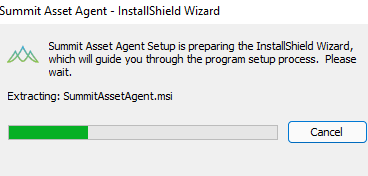 Summit Asset Agent - InstallShield Wizard
Summit Asset Agent Setup is preparing the InstallShield Wizard,
which will guide you through the program setup process. Please
wait.
Extracting: SummitAssetAgent.msi
Cancel